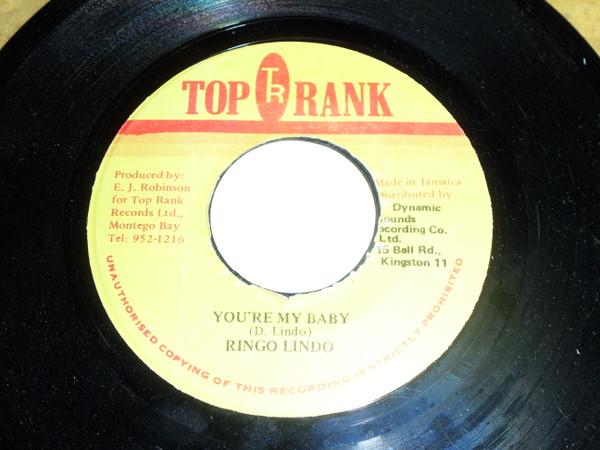 TOP TR RANK
Produced by:
E. J. Robinson
for Top Rank
Records Ltd.,
Montego Bay
Tel: 952-1216
Made in Jamaica
Distributed by:
Dynamic
ounds
ecording Co.
Ltd.
15 Bell Rd.,
Kingston 11
YOU'RE MY BABY
(D. Lindo)
RINGO LINDO
UNAUTHORISED COPYING OF THIS RECORDING IS STRICTLY PROHIBITED